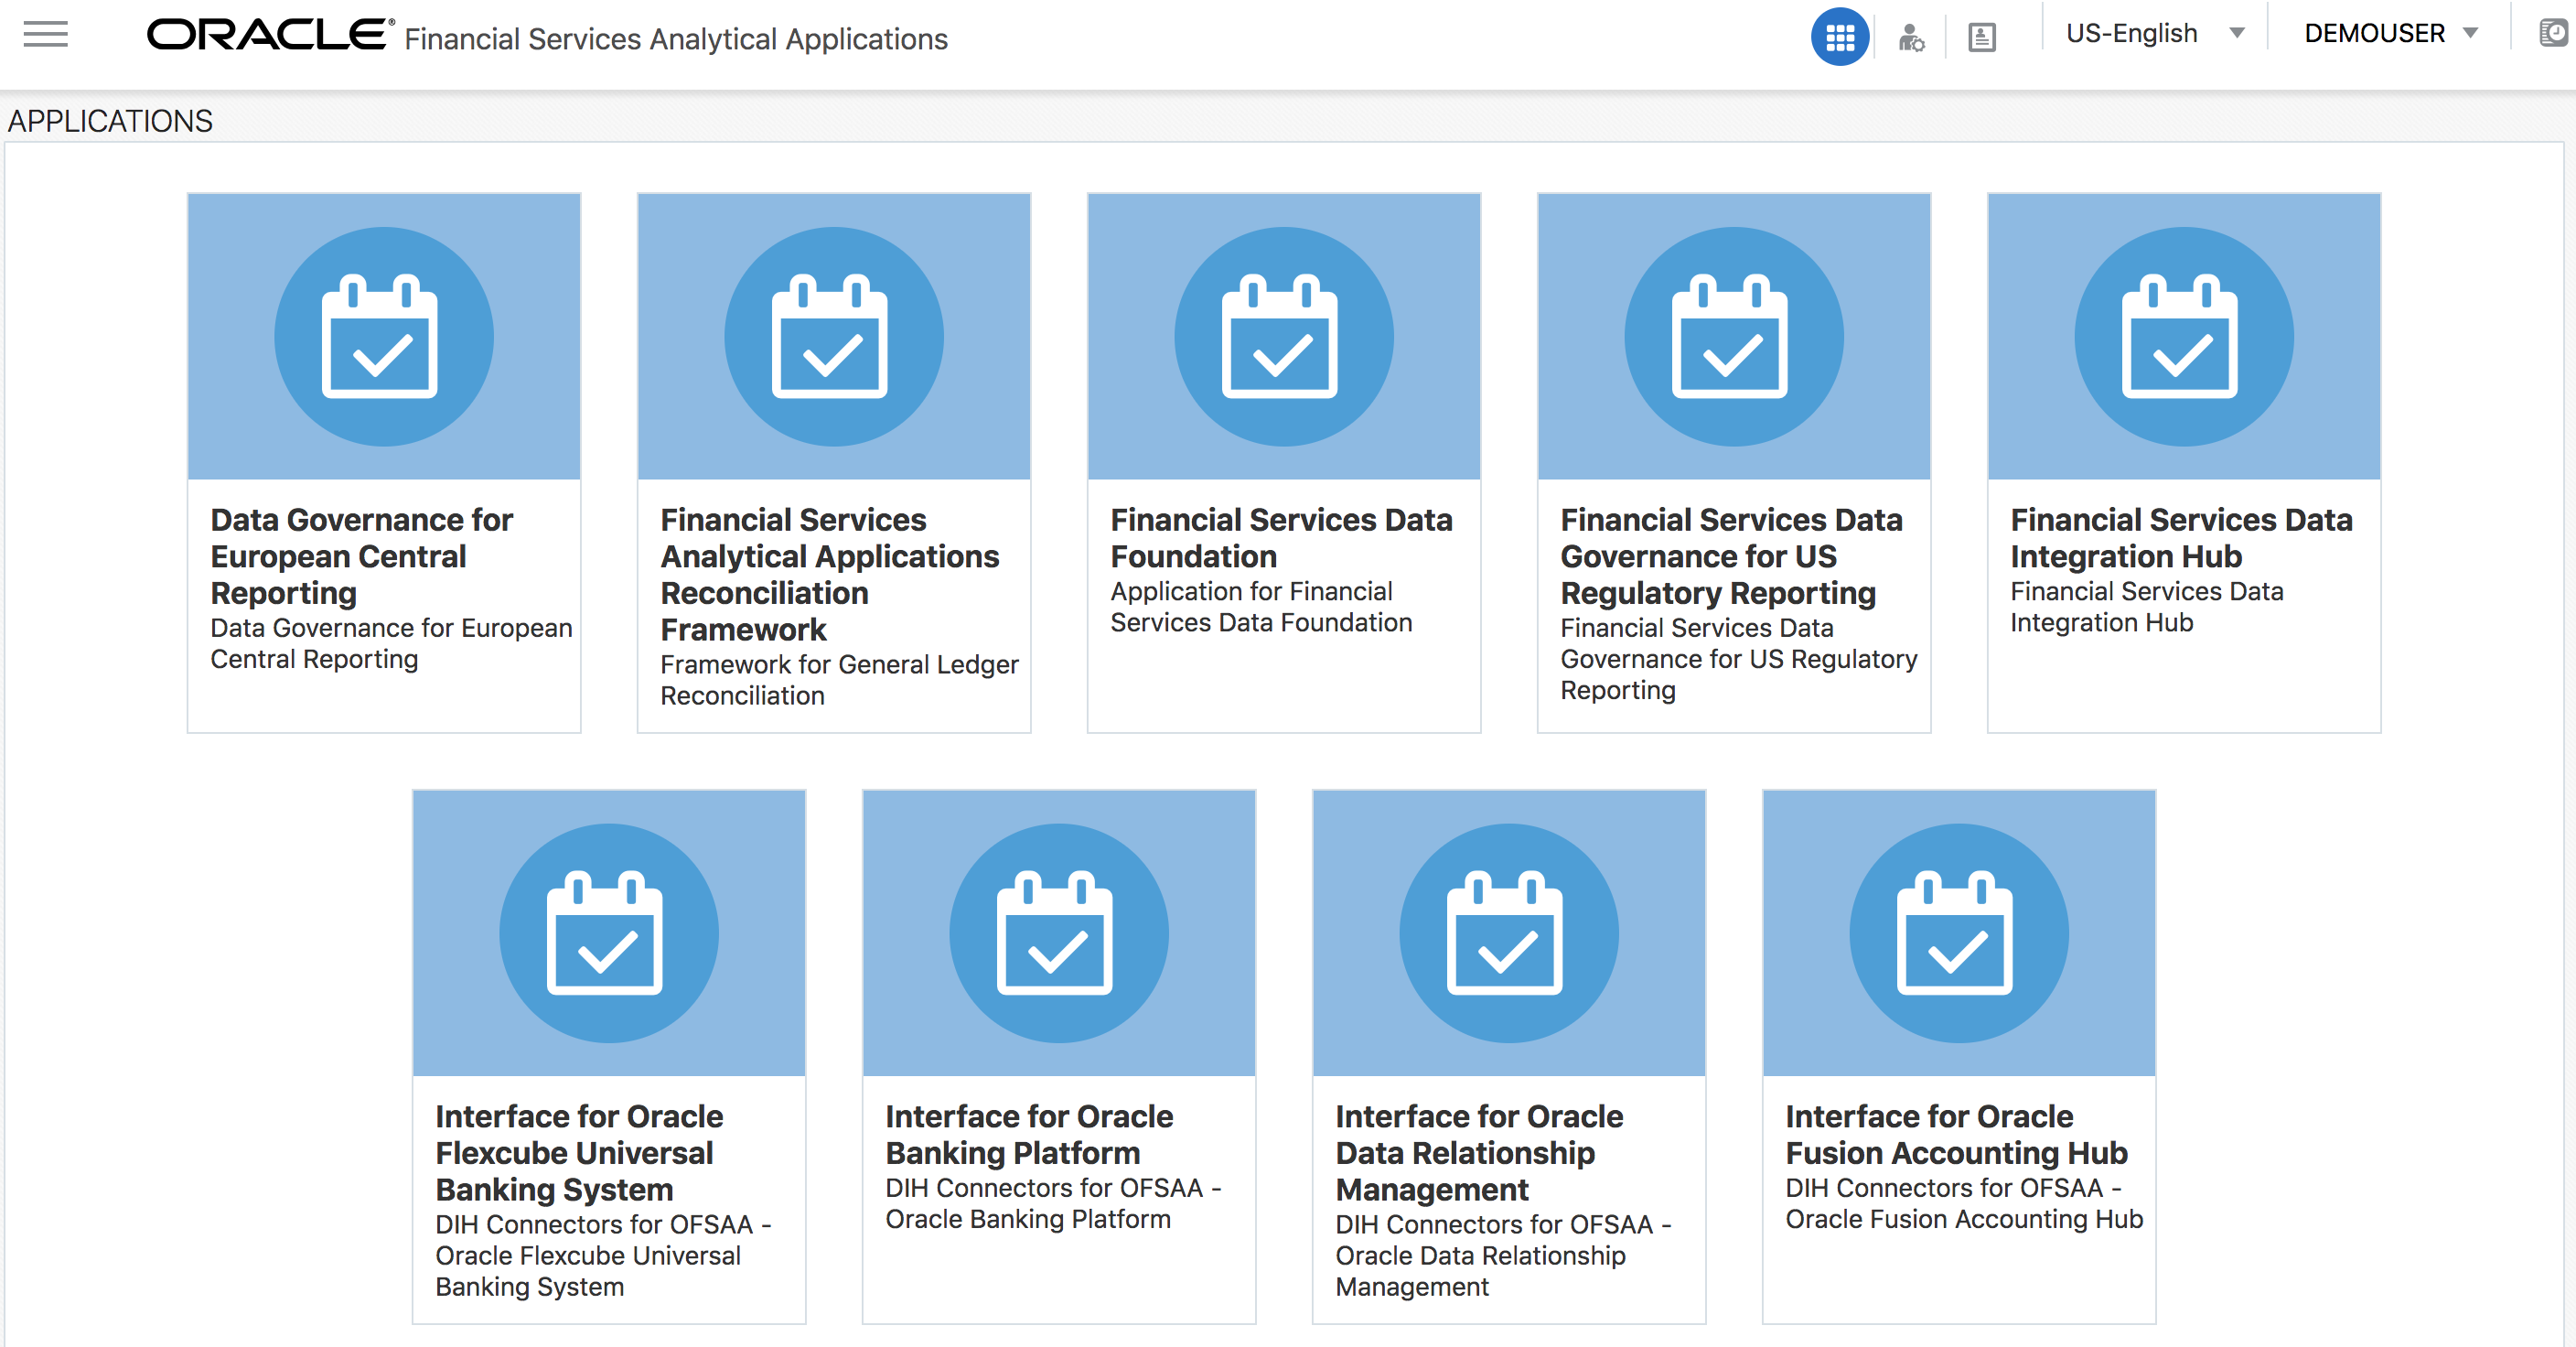 ORACLE® Financial Services Analytical Applications
US-English
DEMOUSER
APPLICATIONS
Data Governance for
European Central
Reporting
Data Governance for European
Central Reporting
Financial Services
Analytical Applications
Reconciliation
Framework
Framework for General Ledger
Reconciliation
Financial Services Data
Foundation
Application for Financial
Services Data Foundation
Financial Services Data
Governance for US
Regulatory Reporting
Financial Services Data
Governance for US Regulatory
Reporting
Financial Services Data
Integration Hub
Financial Services Data
Integration Hub
Interface for Oracle
Flexcube Universal
Banking System
DIH Connectors for OFSAA -
Oracle Flexcube Universal
Banking System
Interface for Oracle
Banking Platform
DIH Connectors for OFSAA -
Oracle Banking Platform
Interface for Oracle
Data Relationship
Management
DIH Connectors for OFSAA -
Oracle Data Relationship
Management
Interface for Oracle
Fusion Accounting Hub
DIH Connectors for OFSAA -
Oracle Fusion Accounting Hub